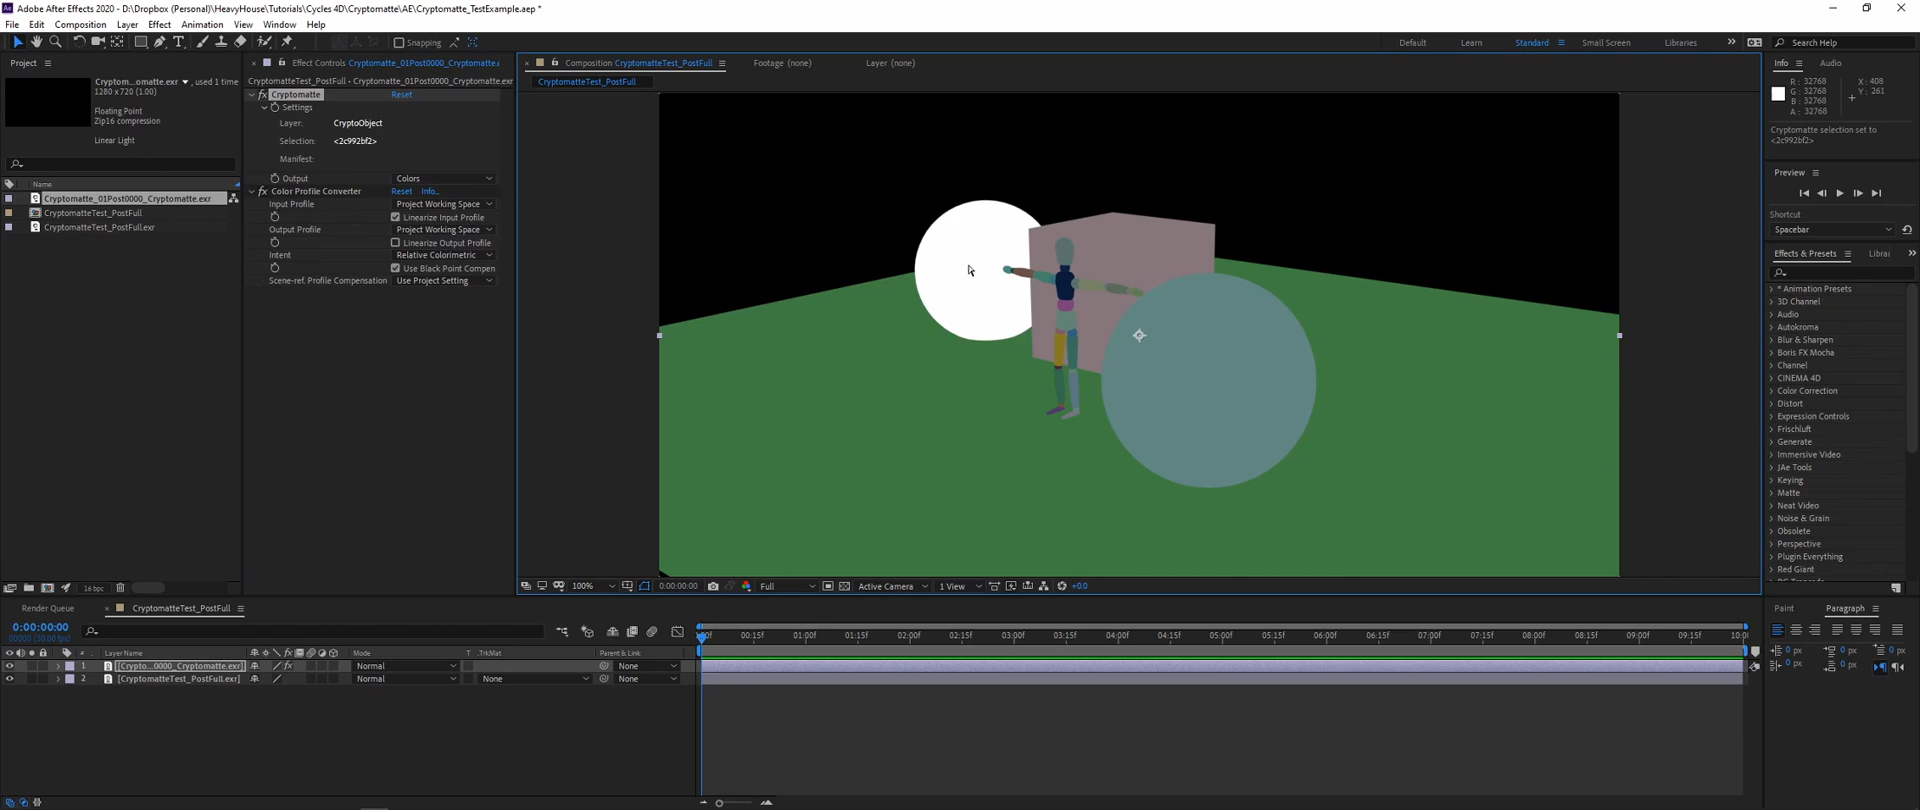 Adobe After Effects 2020 - D:\Dropbox (Personal)\HeavyHouse\Tutorials\Cycles 4D\Cryptomatte\AE\Cryptomatte_TestExample.aep *
File Edit Composition Layer Effect Animation View Window Help
Snapping
Default Learn Standard Small Screen Libraries Search Help
Project
Cryptom...omatte.exr , used 1 time
1280 x 720 (1.00)
Floating Point
Zip16 compression
Linear Light
Name
Cryptomatte_01Post0000_Cryptomatte.exr
CryptomatteTest_PostFull
CryptomatteTest_PostFull.exr
16 bpc
Effect Controls Cryptomatte_01Post0000_Cryptomatte.
CryptomatteTest_PostFull • Cryptomatte_01Post0000_Cryptomatte.exr
fx Cryptomatte Reset
Settings
Layer: CryptoObject
Selection: <2c992bf2>
Manifest:
Output Colors
fx Color Profile Converter Reset Info...
Input Profile Project Working Space
Linearize Input Profile
Output Profile Project Working Space
Linearize Output Profile
Intent Relative Colorimetric
Use Black Point Compen
Scene-ref. Profile Compensation Use Project Setting
Composition CryptomatteTest_PostFull Footage (none) Layer (none)
CryptomatteTest_PostFull
100% 0:00:00:00 Full Active Camera 1 View +0.0
Info Audio
R: 32768 X: 408
G: 32768 Y: 261
B: 32768
A: 32768
Cryptomatte selection set to
<2c992bf2>
Preview
Shortcut
Spacebar
Effects & Presets Librai
* Animation Presets
3D Channel
Audio
Autokroma
Blur & Sharpen
Boris FX Mocha
Channel
CINEMA 4D
Color Correction
Distort
Expression Controls
Frischluft
Generate
Immersive Video
JAe Tools
Keying
Matte
Neat Video
Noise & Grain
Obsolete
Perspective
Plugin Everything
Red Giant
Render Queue CryptomatteTest_PostFull
0:00:00:00
00000 (30.00 fps)
# Layer Name Mode T .TrkMat Parent & Link
1 [Crypto...0000_Cryptomatte.exr] Normal None
2 [CryptomatteTest_PostFull.exr] Normal None None
:00f 00:15f 01:00f 01:15f 02:00f 02:15f 03:00f 03:15f 04:00f 04:15f 05:00f 05:15f 06:00f 06:15f 07:00f 07:15f 08:00f 08:15f 09:00f 09:15f 10:0
Paint Paragraph
0 px 0 px 0 px
0 px 0 px